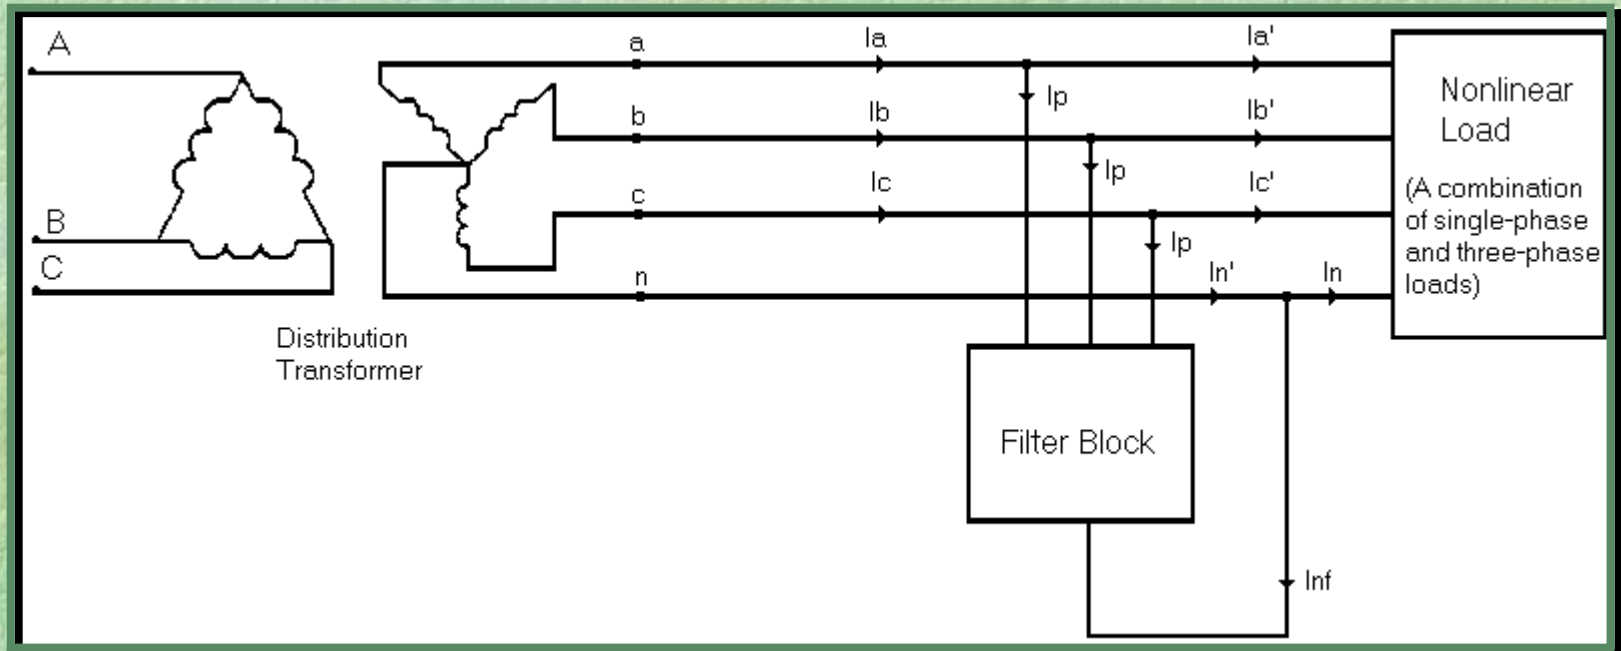 A
B
C
Distribution
Transformer
a
Ia
Ia'
Ip
b
Ib
Ib'
Ip
c
Ic
Ic'
Ip
n
In'
In
Nonlinear
Load
(A combination
of single-phase
and three-phase
loads)
Filter Block
Inf